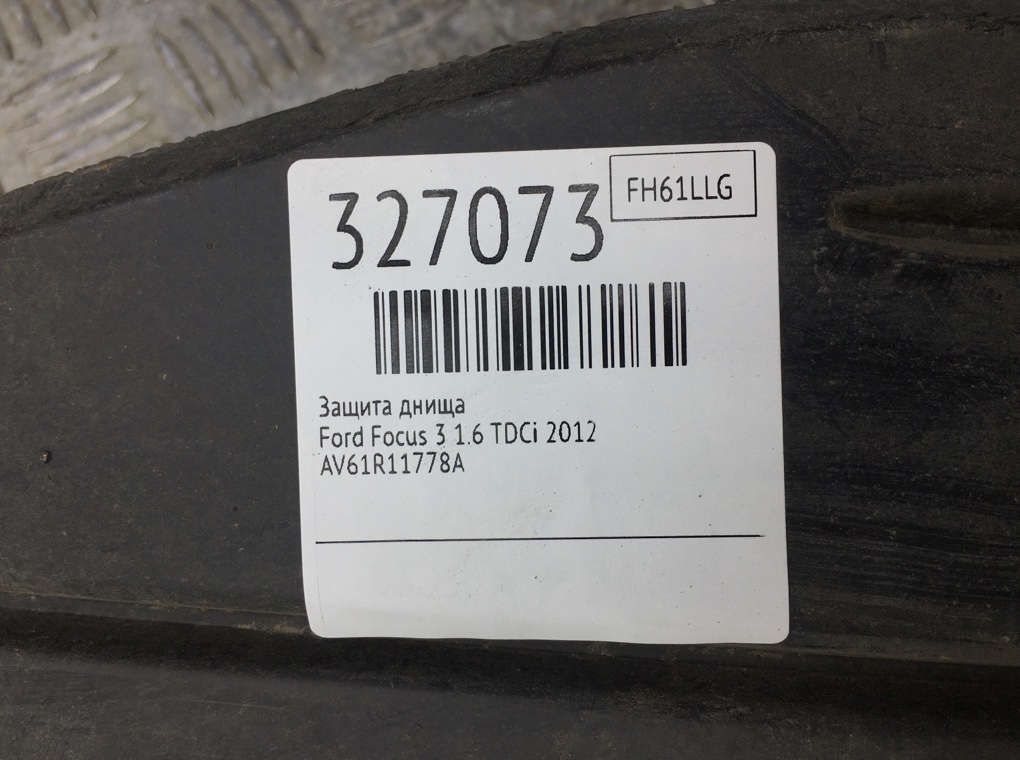 327073
FH61LLG
Защита днища
Ford Focus 3 1.6 TDCi 2012
AV61R11778A